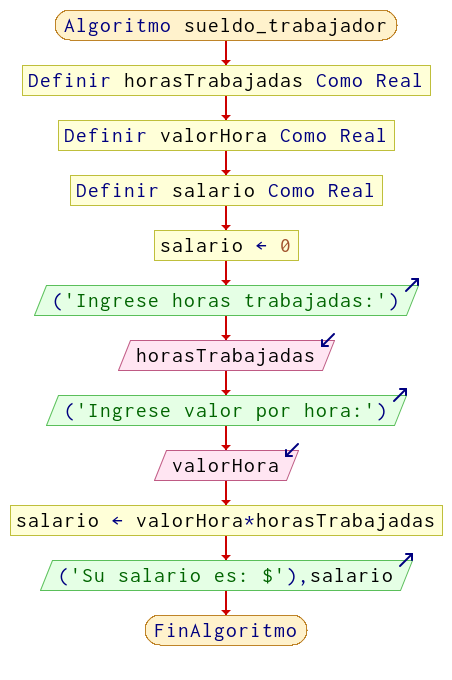 Algoritmo sueldo_trabajador
Definir horasTrabajadas Como Real
Definir valorHora Como Real
Definir salario Como Real
salario ← 0
('Ingrese horas trabajadas:')
horasTrabajadas
('Ingrese valor por hora:')
valorHora
salario ← valorHora*horasTrabajadas
('Su salario es: $'),salario
FinAlgoritmo